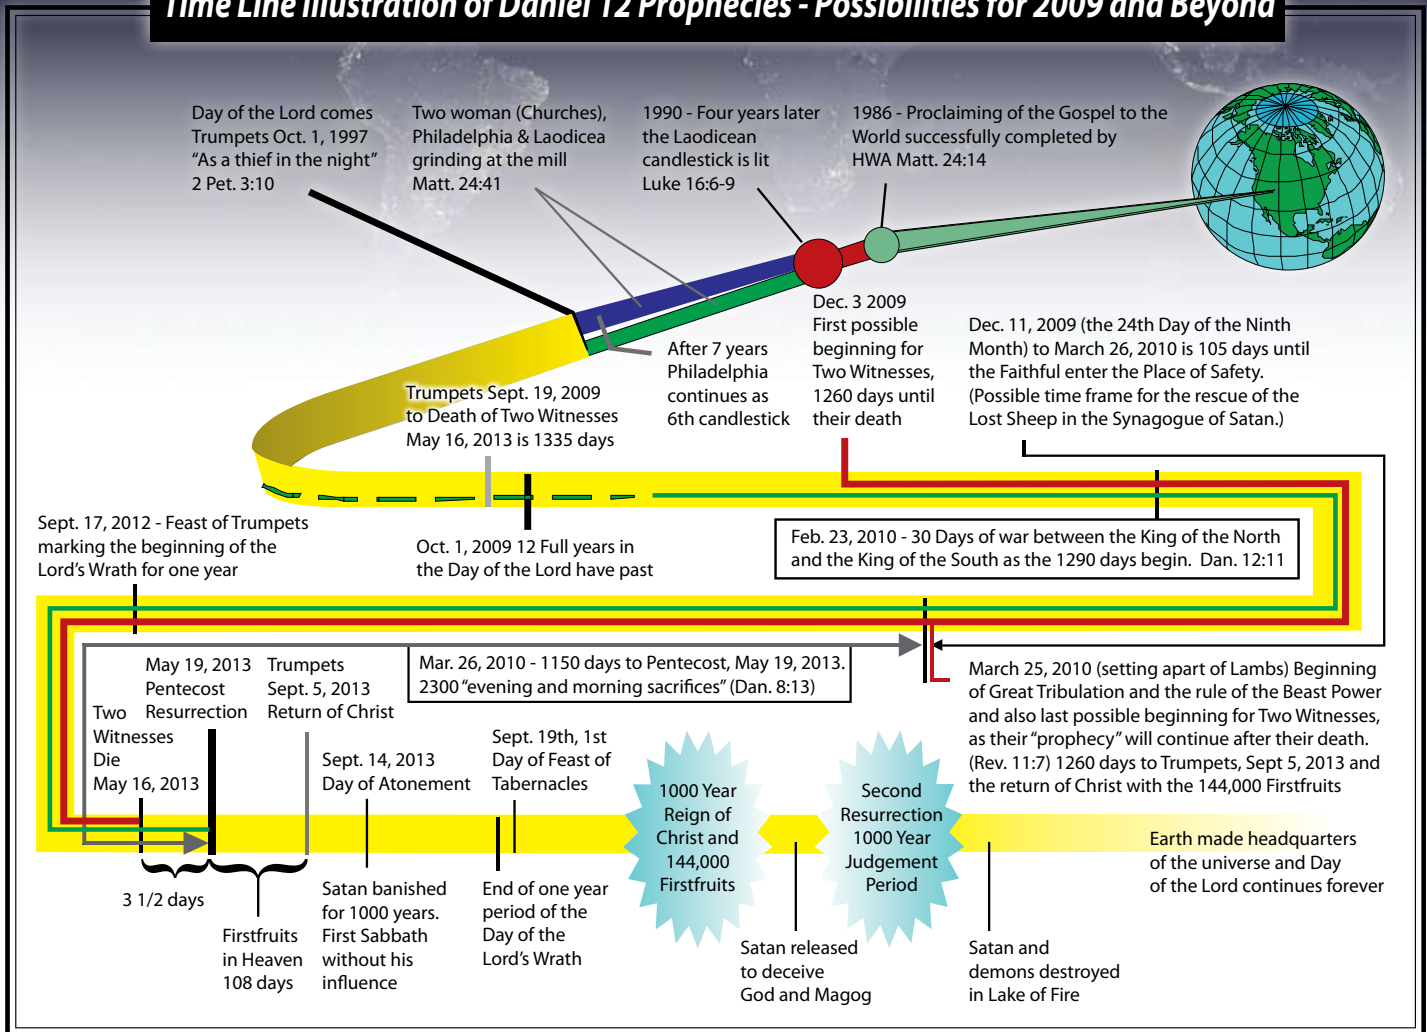 Time Line Illustration of Daniel 12 Prophecies - Possibilities for 2009 and Beyond
Day of the Lord comes
Trumpets Oct. 1, 1997
“As a thief in the night”
2 Pet. 3:10
Two woman (Churches),
Philadelphia & Laodicea
grinding at the mill
Matt. 24:41
1990 - Four years later
the Laodicean
candlestick is lit
Luke 16:6-9
1986 - Proclaiming of the Gospel to the
World successfully completed by
HWA Matt. 24:14
After 7 years
Philadelphia
continues as
6th candlestick
Dec. 3 2009
First possible
beginning for
Two Witnesses,
1260 days until
their death
Dec. 11, 2009 (the 24th Day of the Ninth
Month) to March 26, 2010 is 105 days until
the Faithful enter the Place of Safety.
(Possible time frame for the rescue of the
Lost Sheep in the Synagogue of Satan.)
Trumpets Sept. 19, 2009
to Death of Two Witnesses
May 16, 2013 is 1335 days
Sept. 17, 2012 - Feast of Trumpets
marking the beginning of the
Lord’s Wrath for one year
Oct. 1, 2009 12 Full years in
the Day of the Lord have past
Feb. 23, 2010 - 30 Days of war between the King of the North
and the King of the South as the 1290 days begin. Dan. 12:11
Mar. 26, 2010 - 1150 days to Pentecost, May 19, 2013.
2300 “evening and morning sacrifices” (Dan. 8:13)
March 25, 2010 (setting apart of Lambs) Beginning
of Great Tribulation and the rule of the Beast Power
and also last possible beginning for Two Witnesses,
as their “prophecy” will continue after their death.
(Rev. 11:7) 1260 days to Trumpets, Sept 5, 2013 and
the return of Christ with the 144,000 Firstfruits
Two
Witnesses
Die
May 16, 2013
May 19, 2013
Pentecost
Resurrection
Trumpets
Sept. 5, 2013
Return of Christ
Sept. 14, 2013
Day of Atonement
Sept. 19th, 1st
Day of Feast of
Tabernacles
1000 Year
Reign of
Christ and
144,000
Firstfruits
Second
Resurrection
1000 Year
Judgement
Period
Earth made headquarters
of the universe and Day
of the Lord continues forever
3 1/2 days
Firstfruits
in Heaven
108 days
Satan banished
for 1000 years.
First Sabbath
without his
influence
End of one year
period of the
Day of the
Lord’s Wrath
Satan released
to deceive
God and Magog
Satan and
demons destroyed
in Lake of Fire